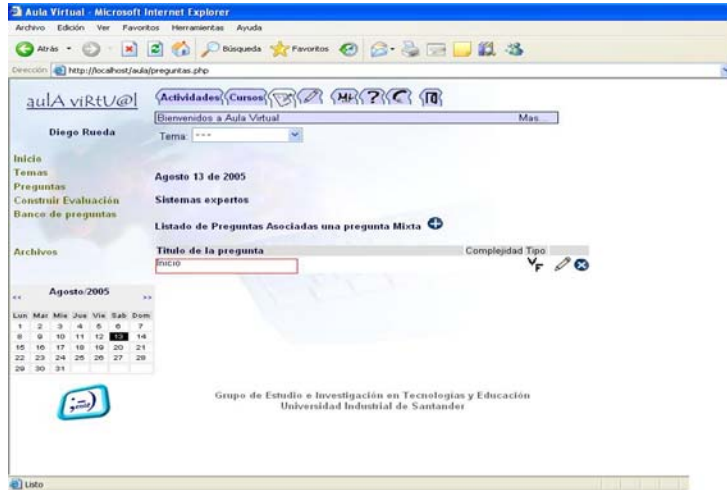 Aula Virtual - Microsoft Internet Explorer
Archivo Edición Ver Favoritos Herramientas Ayuda
Atrás Búsqueda Favoritos
Dirección http://localhost/aula/preguntas.php
aulA viRtU@l
Actividades Cursos
Bienvenidos a Aula Virtual Mas...
Diego Rueda
Tema: ---
Inicio
Temas
Preguntas
Construir Evaluación
Banco de preguntas
Archivos
Agosto 13 de 2005
Sistemas expertos
Listado de Preguntas Asociadas una pregunta Mixta
Titulo de la pregunta Complejidad Tipo
Inicio VF
<< Agosto/2005 >>
Lun Mar Mie Jue Vie Sab Dom
1 2 3 4 5 6 7
8 9 10 11 12 13 14
15 16 17 18 19 20 21
22 23 24 25 26 27 28
29 30 31
Grupo de Estudio e Investigación en Tecnologías y Educación
Universidad Industrial de Santander
Listo